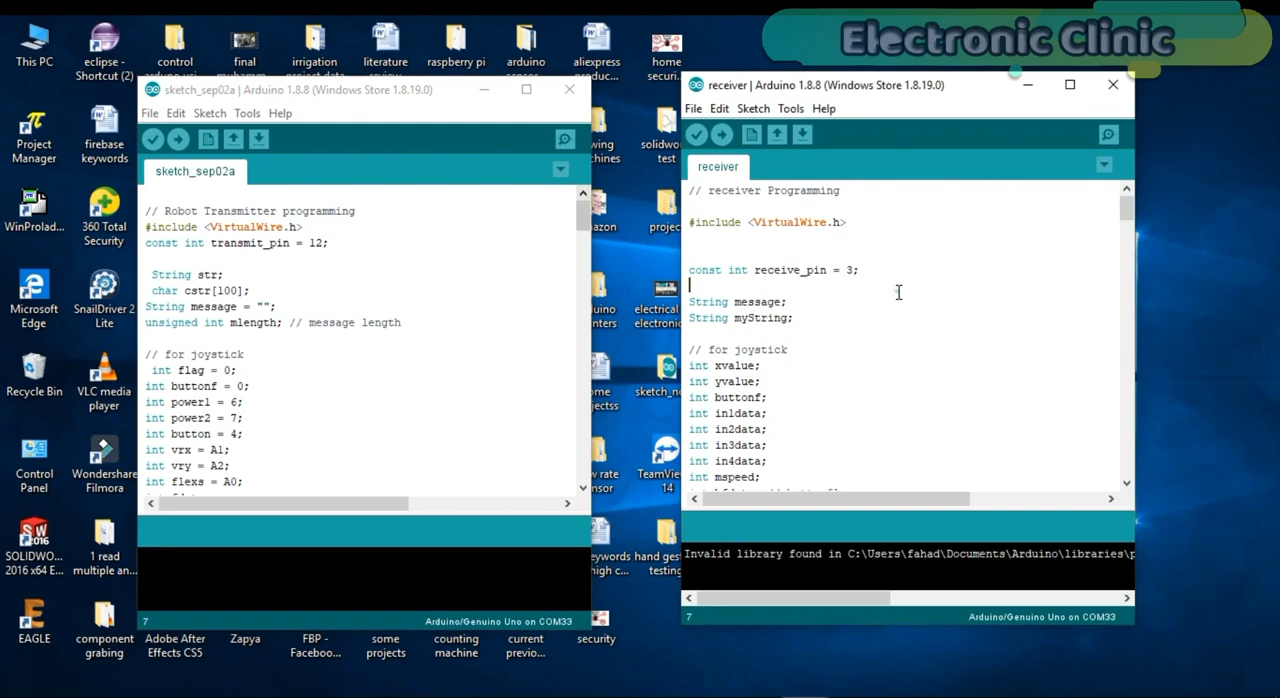 Electronic Clinic
This PC
eclipse -
Shortcut (2)
control
final
irrigation
literature
review
raspberry pi
arduino
aliexpress
produc...
home
securi...
Project
Manager
firebase
keywords
WinProlad...
360 Total
Security
Microsoft
Edge
SnailDriver 2
Lite
Recycle Bin
VLC media
player
Control
Panel
Wondershare
Filmora
SOLIDWO...
2016 x64 E...
1 read
multiple an...
EAGLE
component
grabing
Adobe After
Effects CS5
Zapya
FBP -
Faceboo...
some
projects
counting
machine
current
previo...
security
solidwo
test
project
electrical
electronic
sketch_no
TeamView
14
hand gest
testing
sketch_sep02a | Arduino 1.8.8 (Windows Store 1.8.19.0)
File Edit Sketch Tools Help
sketch_sep02a
// Robot Transmitter programming
#include <VirtualWire.h>
const int transmit_pin = 12;
String str;
char cstr[100];
String message = "";
unsigned int mlength; // message length
// for joystick
int flag = 0;
int buttonf = 0;
int power1 = 6;
int power2 = 7;
int button = 4;
int vrx = A1;
int vry = A2;
int flexs = A0;
7
Arduino/Genuino Uno on COM33
receiver | Arduino 1.8.8 (Windows Store 1.8.19.0)
File Edit Sketch Tools Help
receiver
// receiver Programming
#include <VirtualWire.h>
const int receive_pin = 3;
String message;
String myString;
// for joystick
int xvalue;
int yvalue;
int buttonf;
int in1data;
int in2data;
int in3data;
int in4data;
int mspeed;
Invalid library found in C:\Users\fahad\Documents\Arduino\libraries\p
7
Arduino/Genuino Uno on COM33